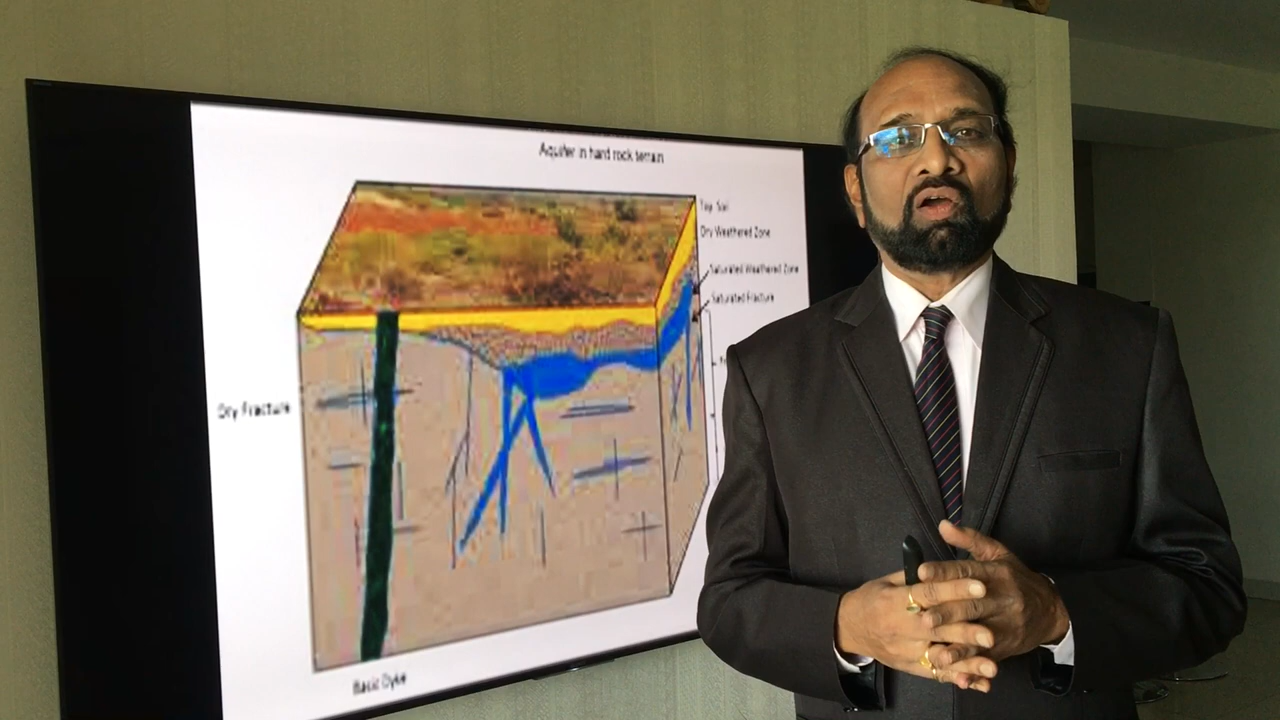 Aquifer in hard rock terrain
Top Soil
Dry Weathered Zone
Saturated Weathered Zone
Saturated Fracture
Dry Fracture
Basic Dyke